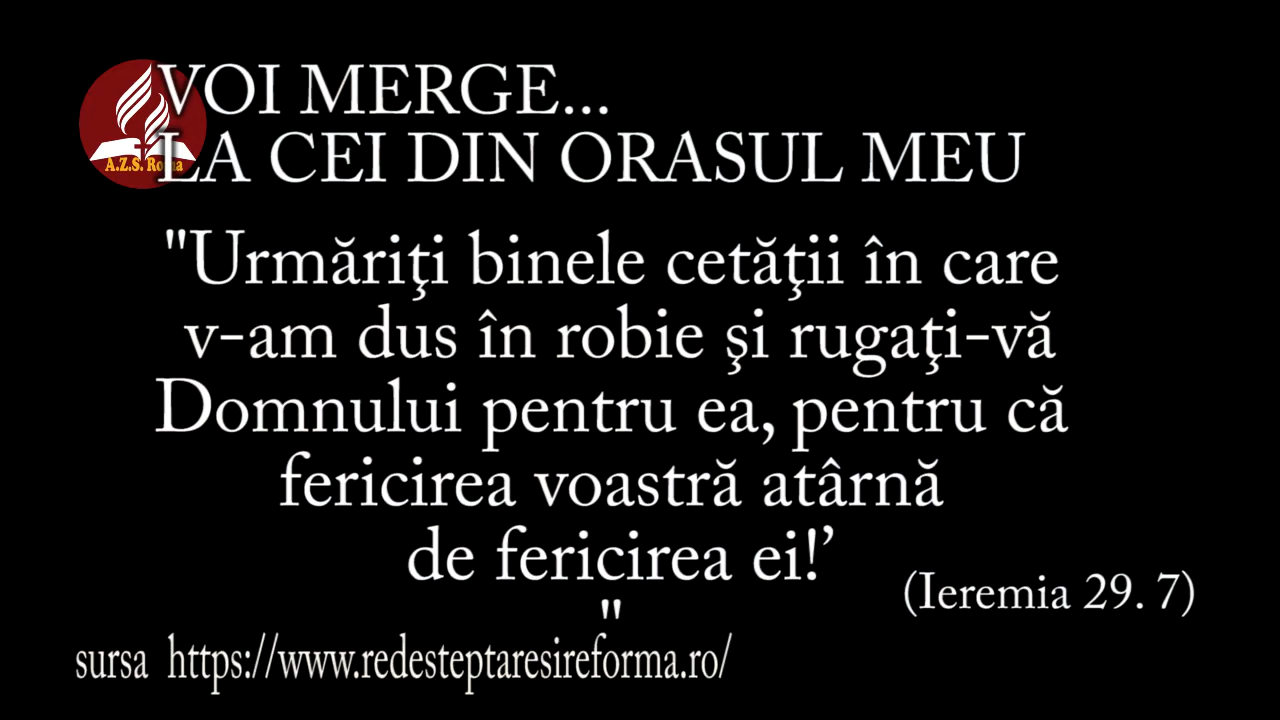 VOI MERGE...
LA CEI DIN ORASUL MEU
A.Z.S. Roma
"Urmăriţi binele cetăţii în care
v-am dus în robie şi rugaţi-vă
Domnului pentru ea, pentru că
fericirea voastră atârnă
de fericirea ei!’
"
(Ieremia 29. 7)
sursa https://www.redesteptaresireforma.ro/